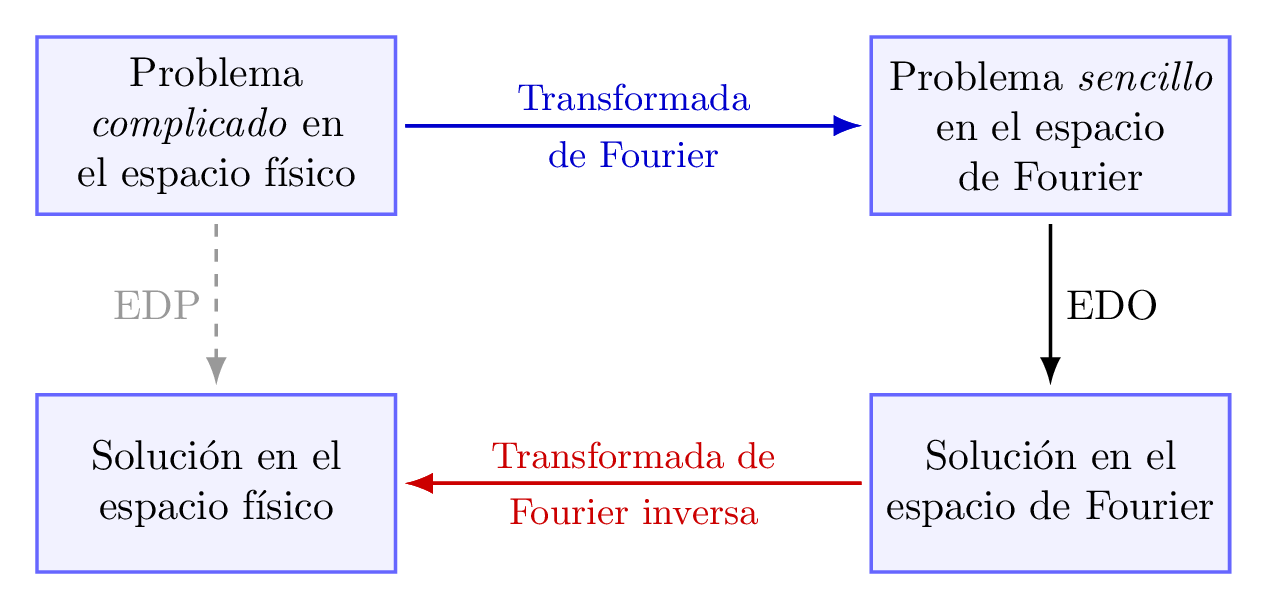 Problema
complicado en
el espacio físico
Transformada
de Fourier
Problema sencillo
en el espacio
de Fourier
EDP
EDO
Solución en el
espacio físico
Transformada de
Fourier inversa
Solución en el
espacio de Fourier